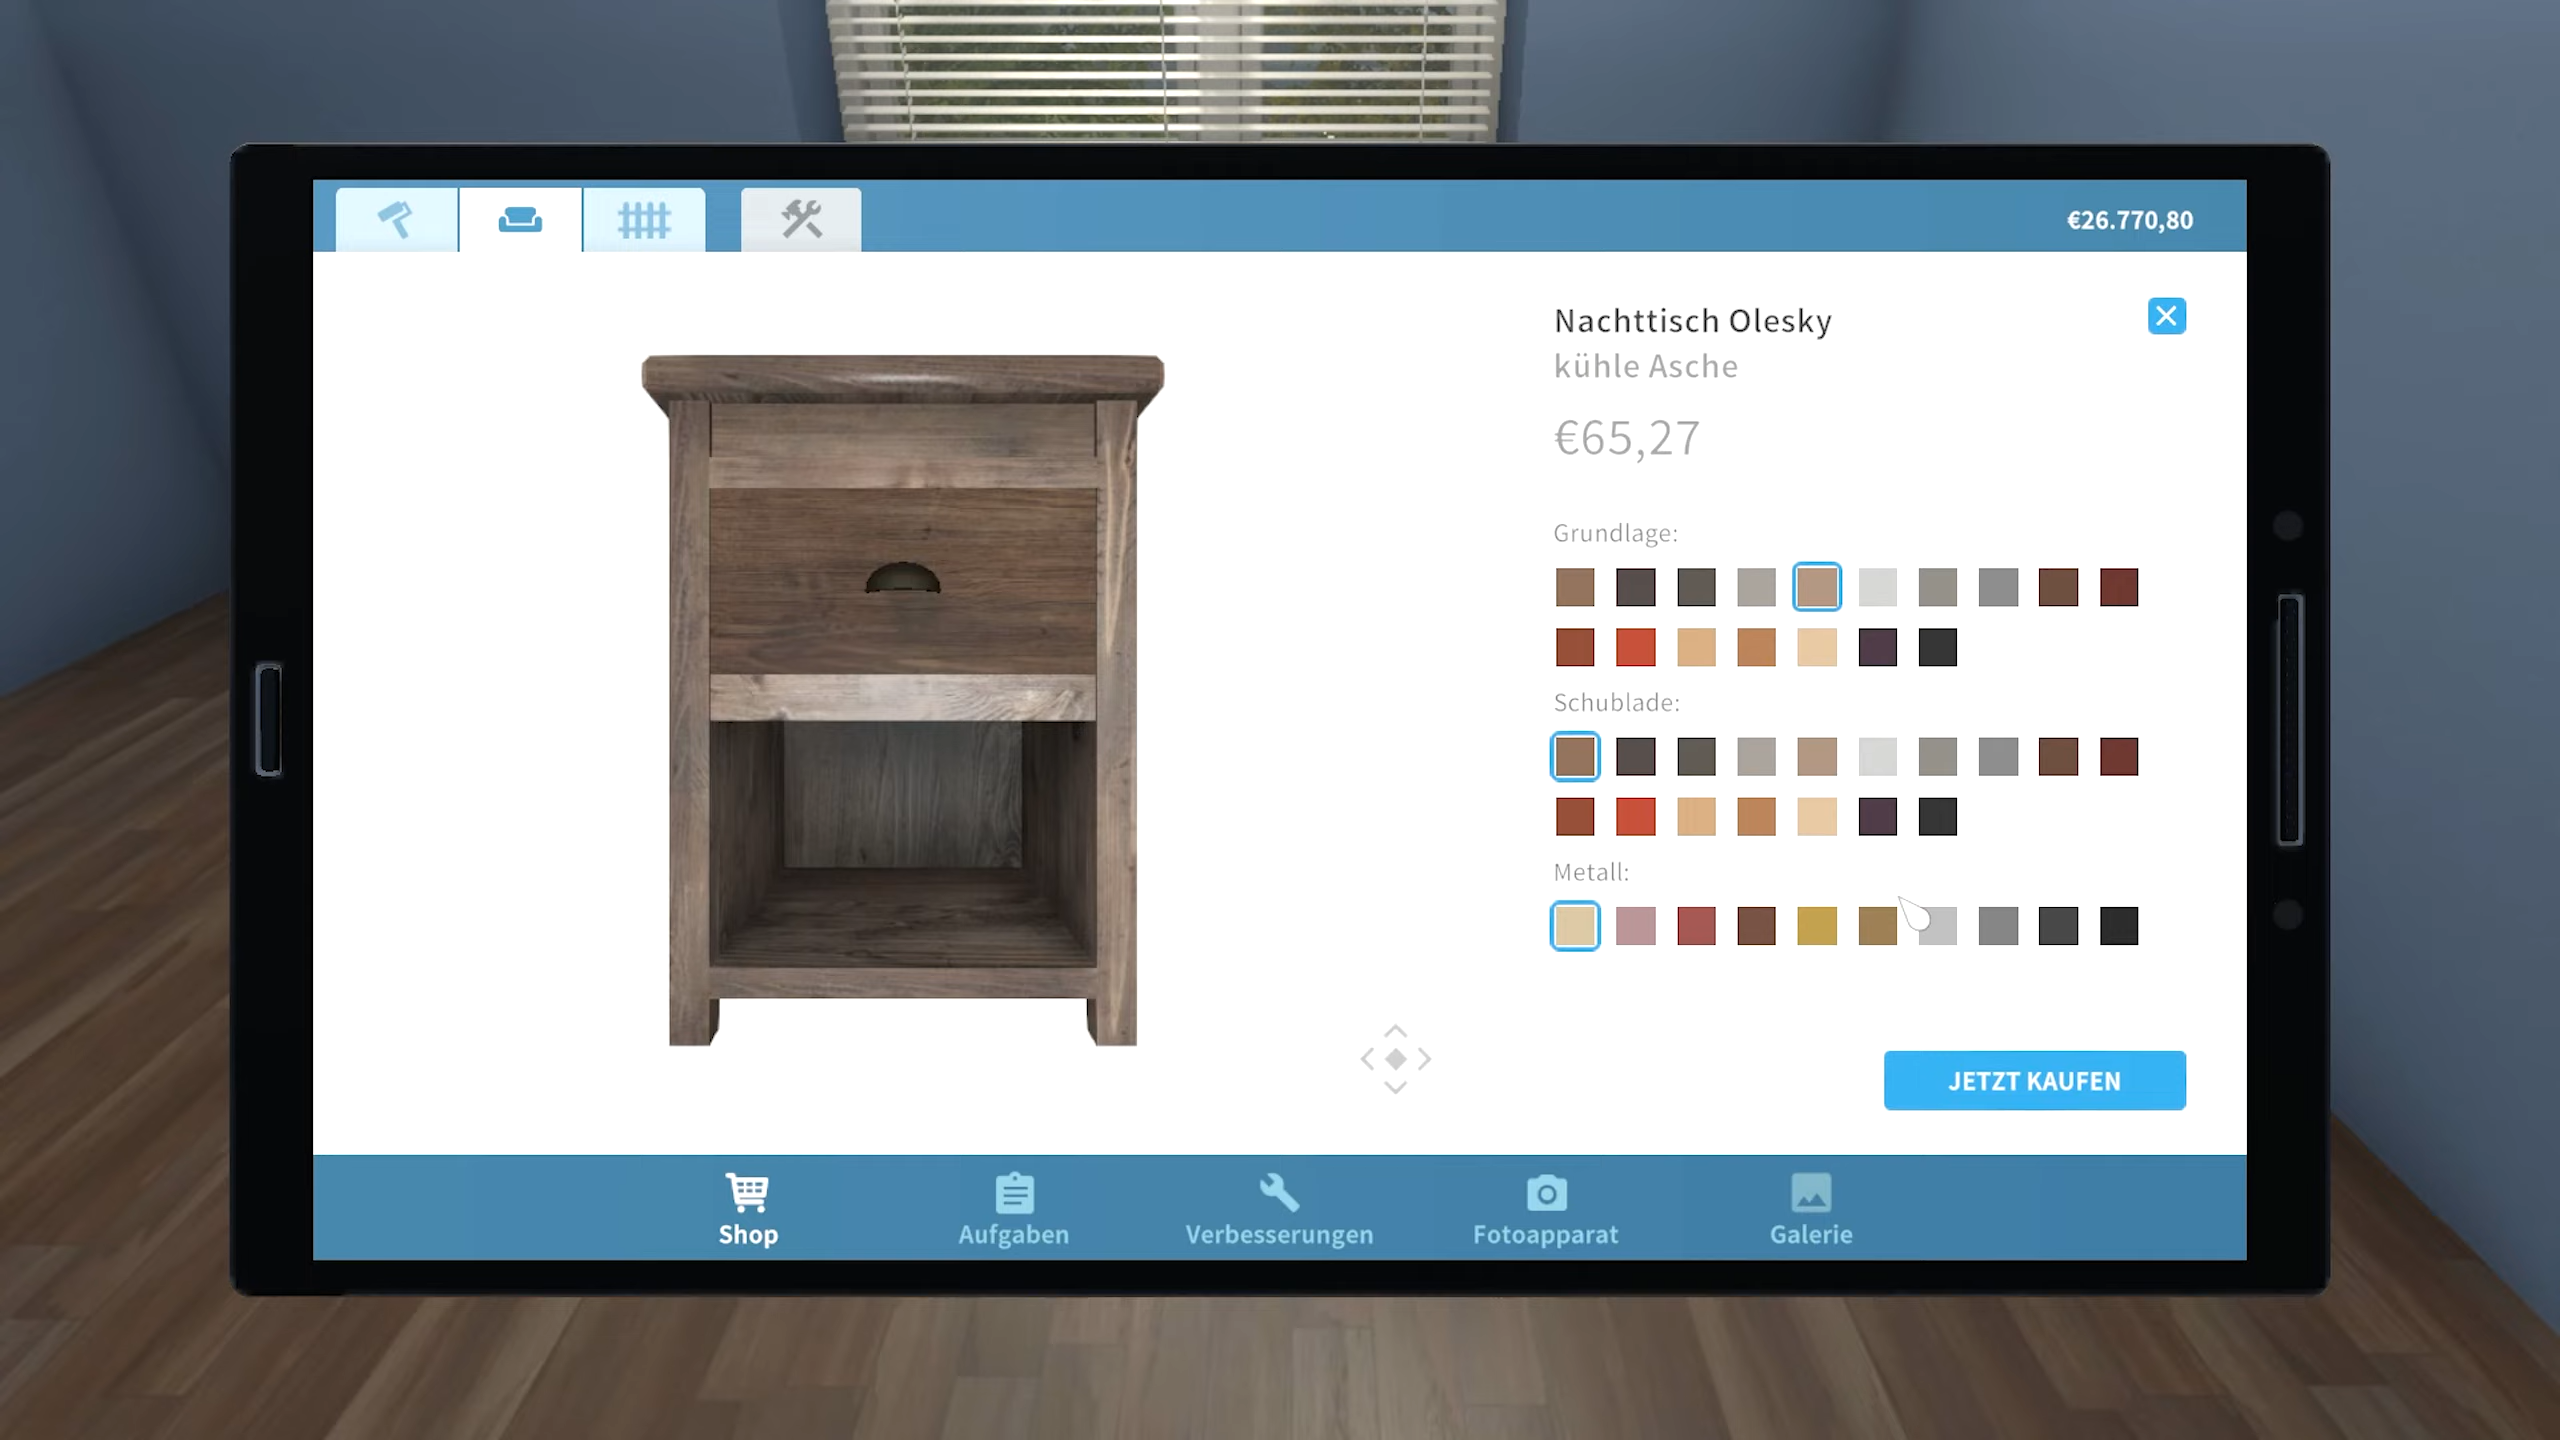 €26.770,80
Nachttisch Olesky
kühle Asche
€65,27
Grundlage:
Schublade:
Metall:
JETZT KAUFEN
Shop
Aufgaben
Verbesserungen
Fotoapparat
Galerie